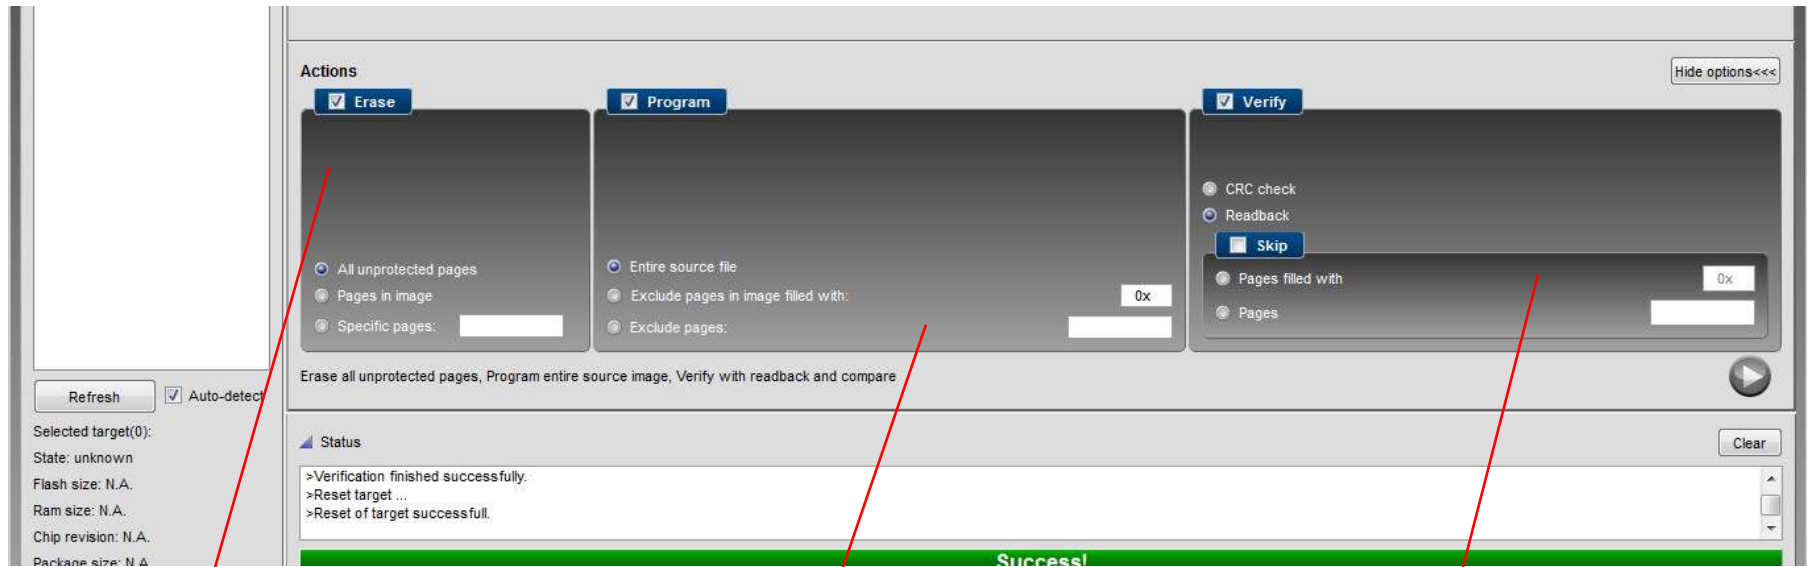 Actions
Hide options<<<
Erase
Program
Verify
CRC check
Readback
Skip
All unprotected pages
Entire source file
Pages filled with
0x
Pages in image
Exclude pages in image filled with:
0x
Pages
Specific pages:
Exclude pages:
Erase all unprotected pages, Program entire source image, Verify with readback and compare
Refresh
Auto-detect
Selected target(0):
Status
Clear
State: unknown
>Verification finished successfully.
Flash size: N.A.
>Reset target ...
Ram size: N.A.
>Reset of target successfull.
Chip revision: N.A.
Package size: N.A.
Success!